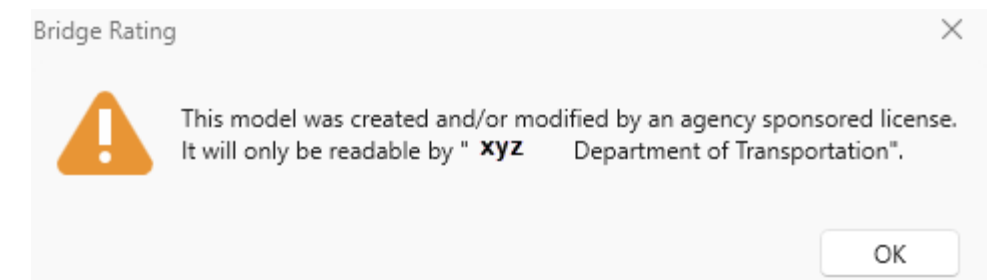 Bridge Rating
This model was created and/or modified by an agency sponsored license.
It will only be readable by " xyz Department of Transportation".
OK